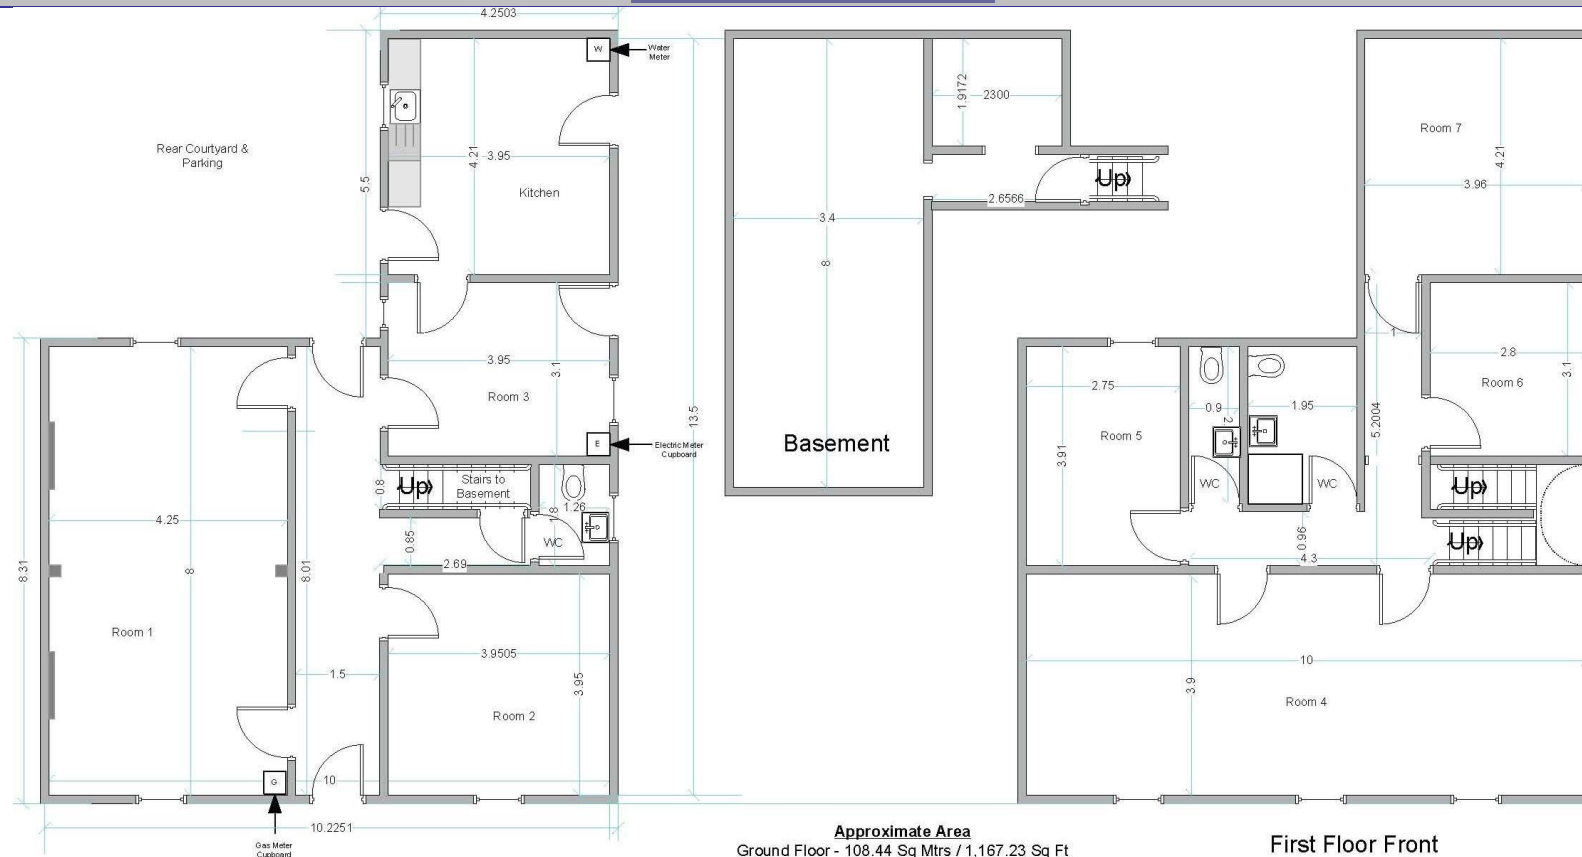 4.2503
W
Water
Meter
4.21
3.95
5.5
Kitchen
Rear Courtyard &
Parking
3.95
3.1
Room 3
13.5
E
Electric Meter
Cupboard
0.8
Up
Stairs to
Basement
1.8
1.26
WC
0.85
2.69
4.25
8
8.31
8.01
Room 1
1.5
3.9505
3.95
Room 2
G
10
10.2251
Gas Meter
Cupboard
1.9172
2300
Up
2.6566
3.4
8
Basement
Approximate Area
Ground Floor - 108.44 Sq Mtrs / 1,167.23 Sq Ft
Room 7
4.21
3.96
1
2.8
3.1
Room 6
2.75
0.9
2
1.95
5.2004
Room 5
3.91
WC
WC
Up
0.96
4.3
Up
10
3.9
Room 4
First Floor Front